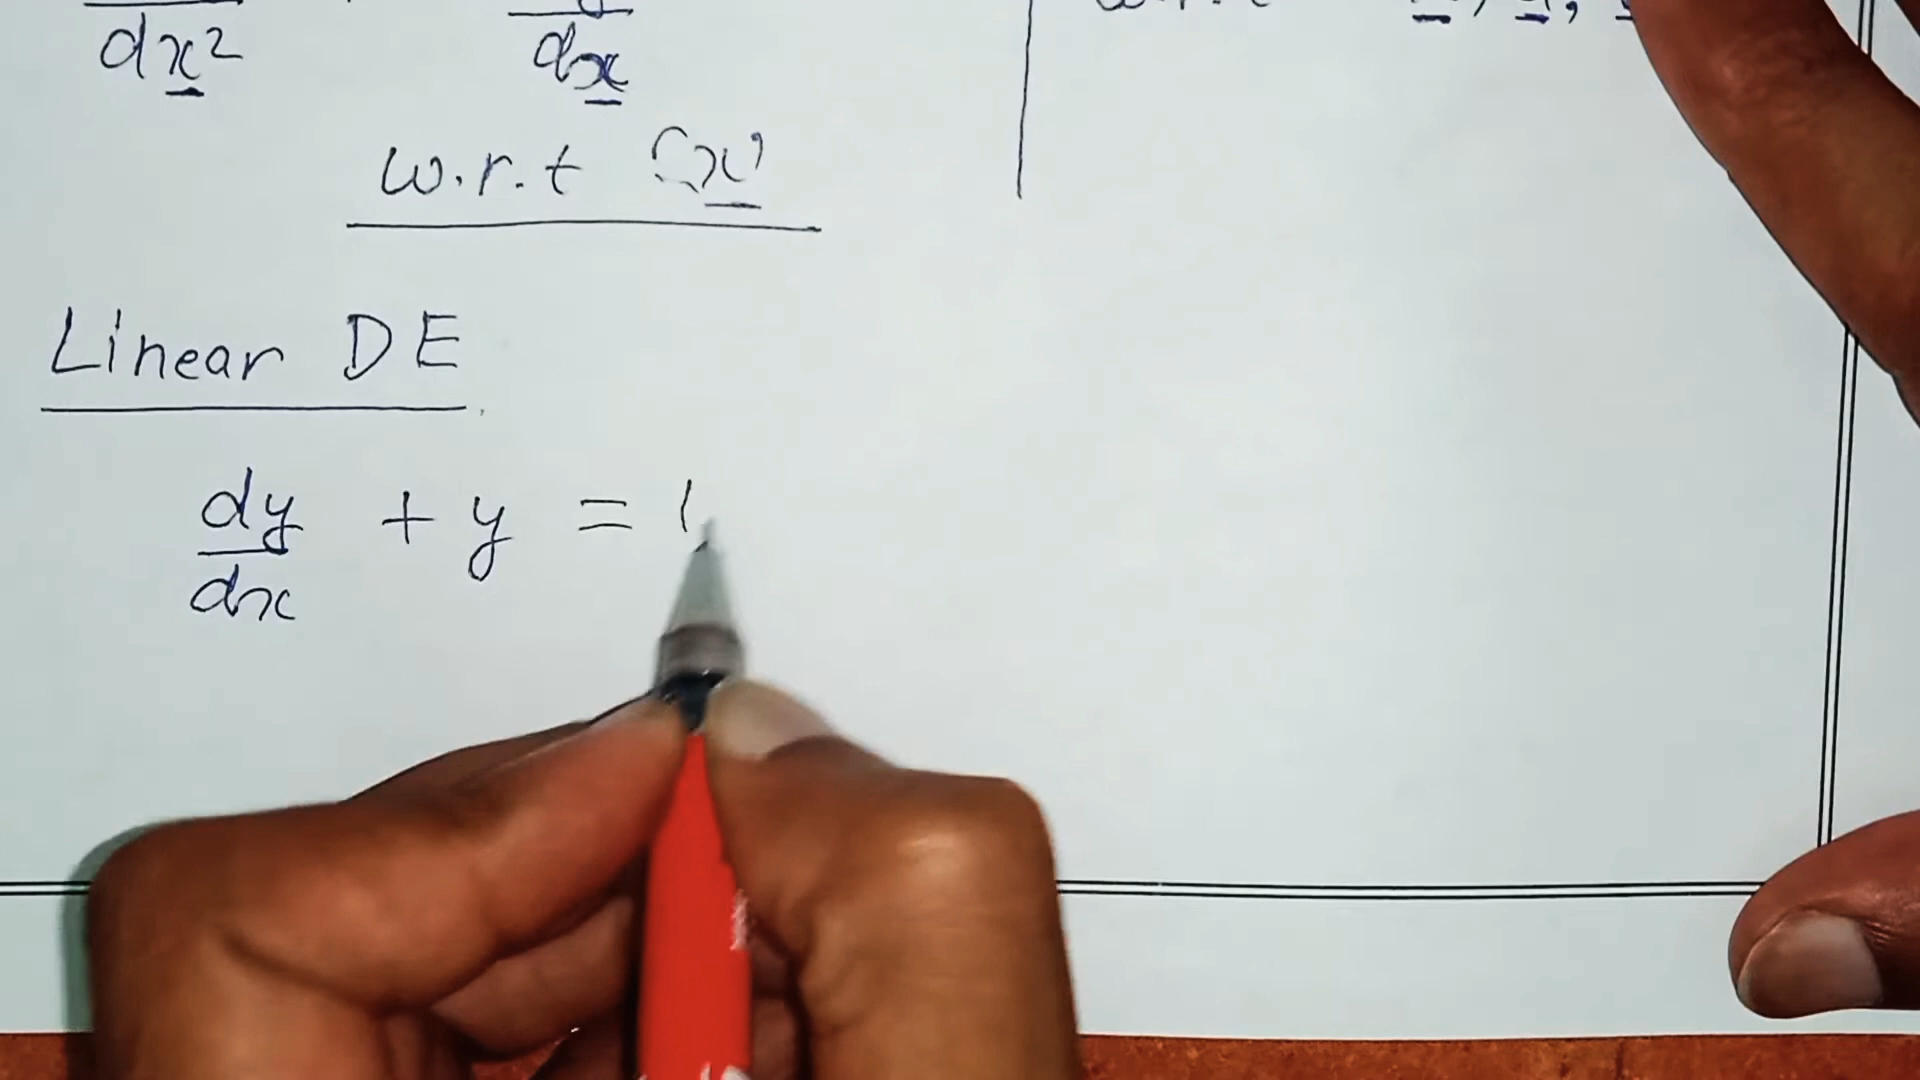 dx² dx
w.r.t
w.r.t 'x'
Linear DE
dy/dx + y = 1